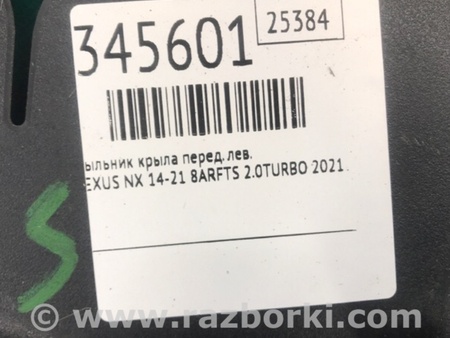 345601
25384
ыльник крыла перед.лев.
EXUS NX 14-21 8ARFTS 2.0TURBO 2021
S
© www.razborki.com